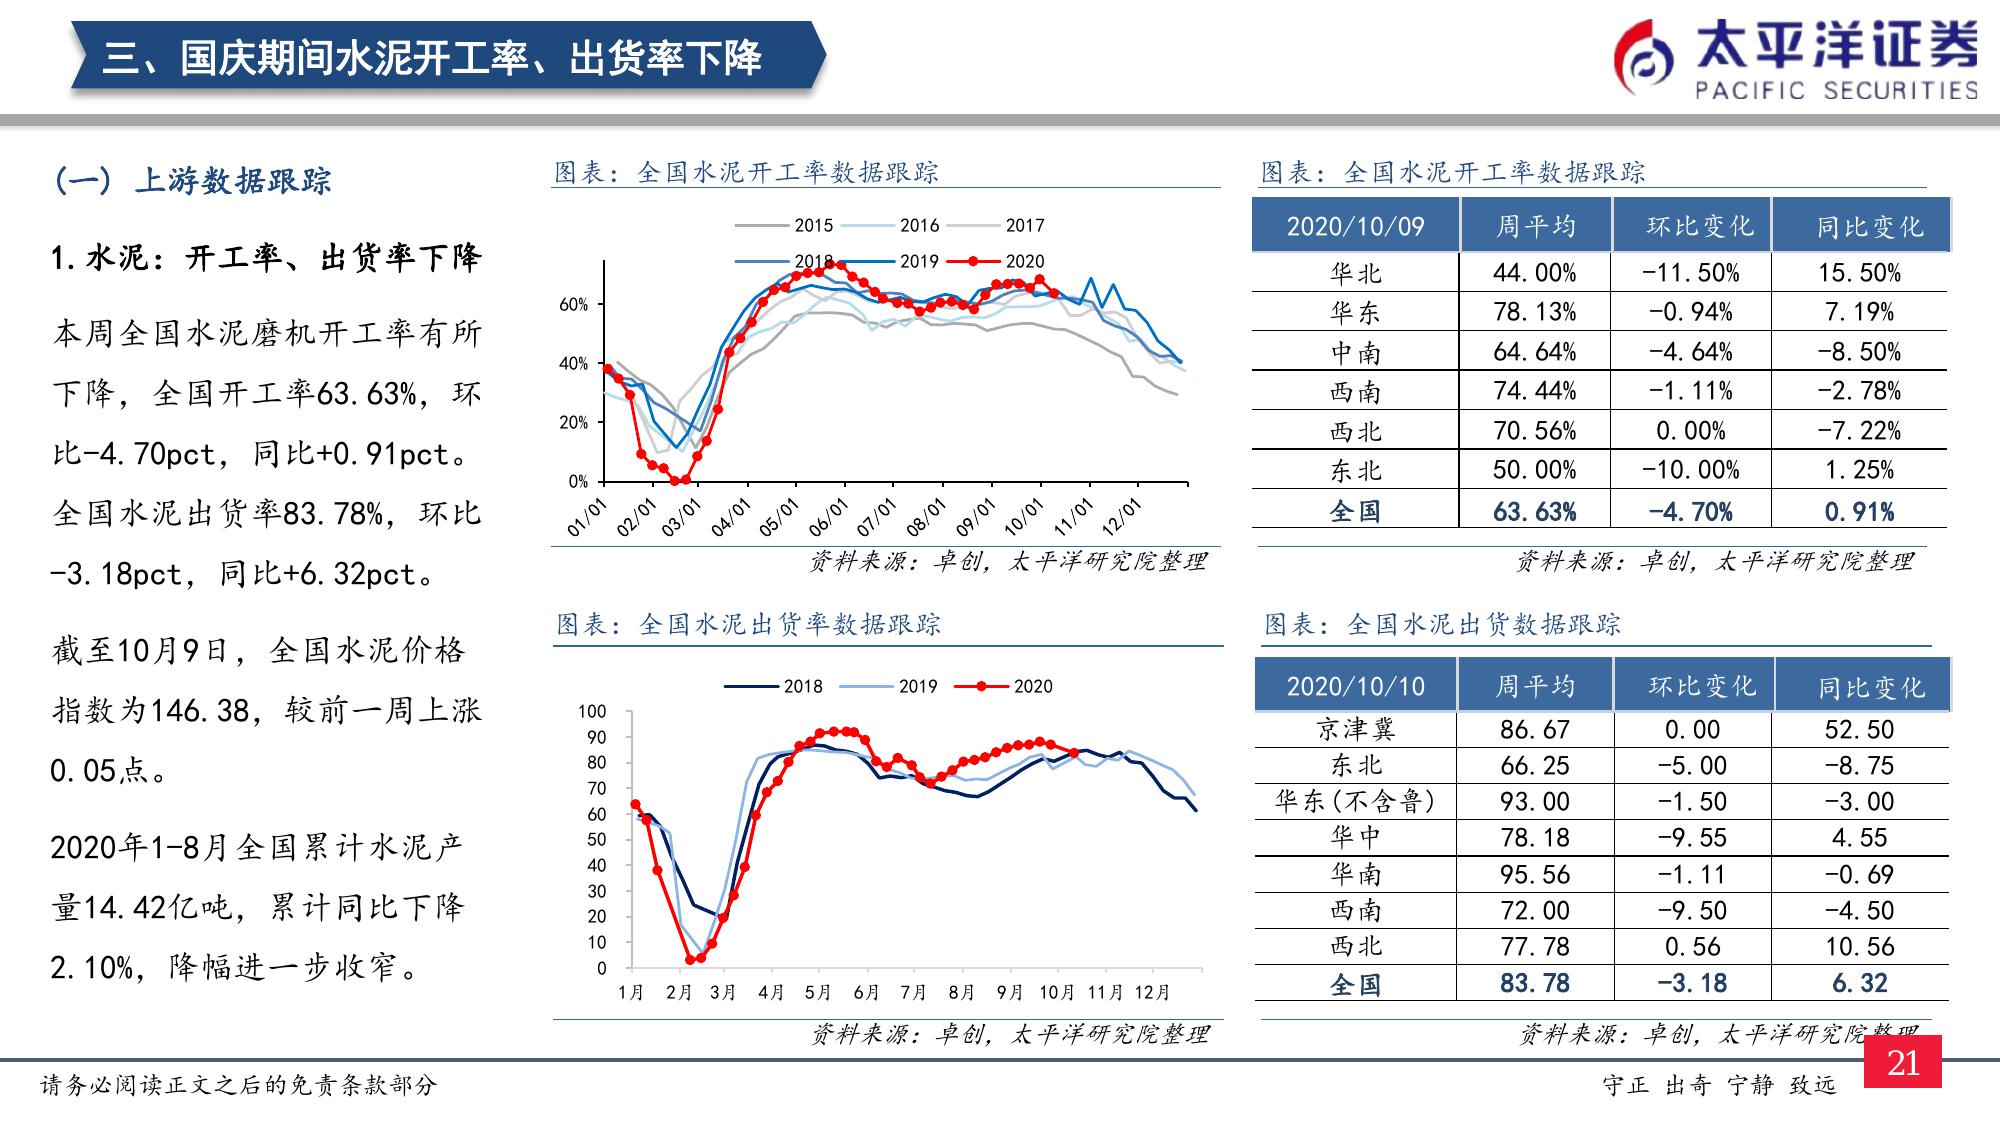 三、国庆期间水泥开工率、出货率下降
太平洋证券
PACIFIC SECURITIES
(一) 上游数据跟踪
1.水泥：开工率、出货率下降
本周全国水泥磨机开工率有所
下降，全国开工率63.63%，环
比-4.70pct，同比+0.91pct。
全国水泥出货率83.78%，环比
-3.18pct，同比+6.32pct。
截至10月9日，全国水泥价格
指数为146.38，较前一周上涨
0.05点。
2020年1-8月全国累计水泥产
量14.42亿吨，累计同比下降
2.10%，降幅进一步收窄。
图表：全国水泥开工率数据跟踪
2015 2016 2017
2018 2019 2020
60%
40%
20%
0%
01/01 02/01 03/01 04/01 05/01 06/01 07/01 08/01 09/01 10/01 11/01 12/01
资料来源：卓创，太平洋研究院整理
图表：全国水泥开工率数据跟踪
2020/10/09 周平均 环比变化 同比变化
华北 44.00% -11.50% 15.50%
华东 78.13% -0.94% 7.19%
中南 64.64% -4.64% -8.50%
西南 74.44% -1.11% -2.78%
西北 70.56% 0.00% -7.22%
东北 50.00% -10.00% 1.25%
全国 63.63% -4.70% 0.91%
资料来源：卓创，太平洋研究院整理
图表：全国水泥出货率数据跟踪
2018 2019 2020
100
90
80
70
60
50
40
30
20
10
0
1月 2月 3月 4月 5月 6月 7月 8月 9月 10月 11月 12月
资料来源：卓创，太平洋研究院整理
图表：全国水泥出货数据跟踪
2020/10/10 周平均 环比变化 同比变化
京津冀 86.67 0.00 52.50
东北 66.25 -5.00 -8.75
华东(不含鲁) 93.00 -1.50 -3.00
华中 78.18 -9.55 4.55
华南 95.56 -1.11 -0.69
西南 72.00 -9.50 -4.50
西北 77.78 0.56 10.56
全国 83.78 -3.18 6.32
资料来源：卓创，太平洋研究院整理
请务必阅读正文之后的免责条款部分
守正 出奇 宁静 致远
21